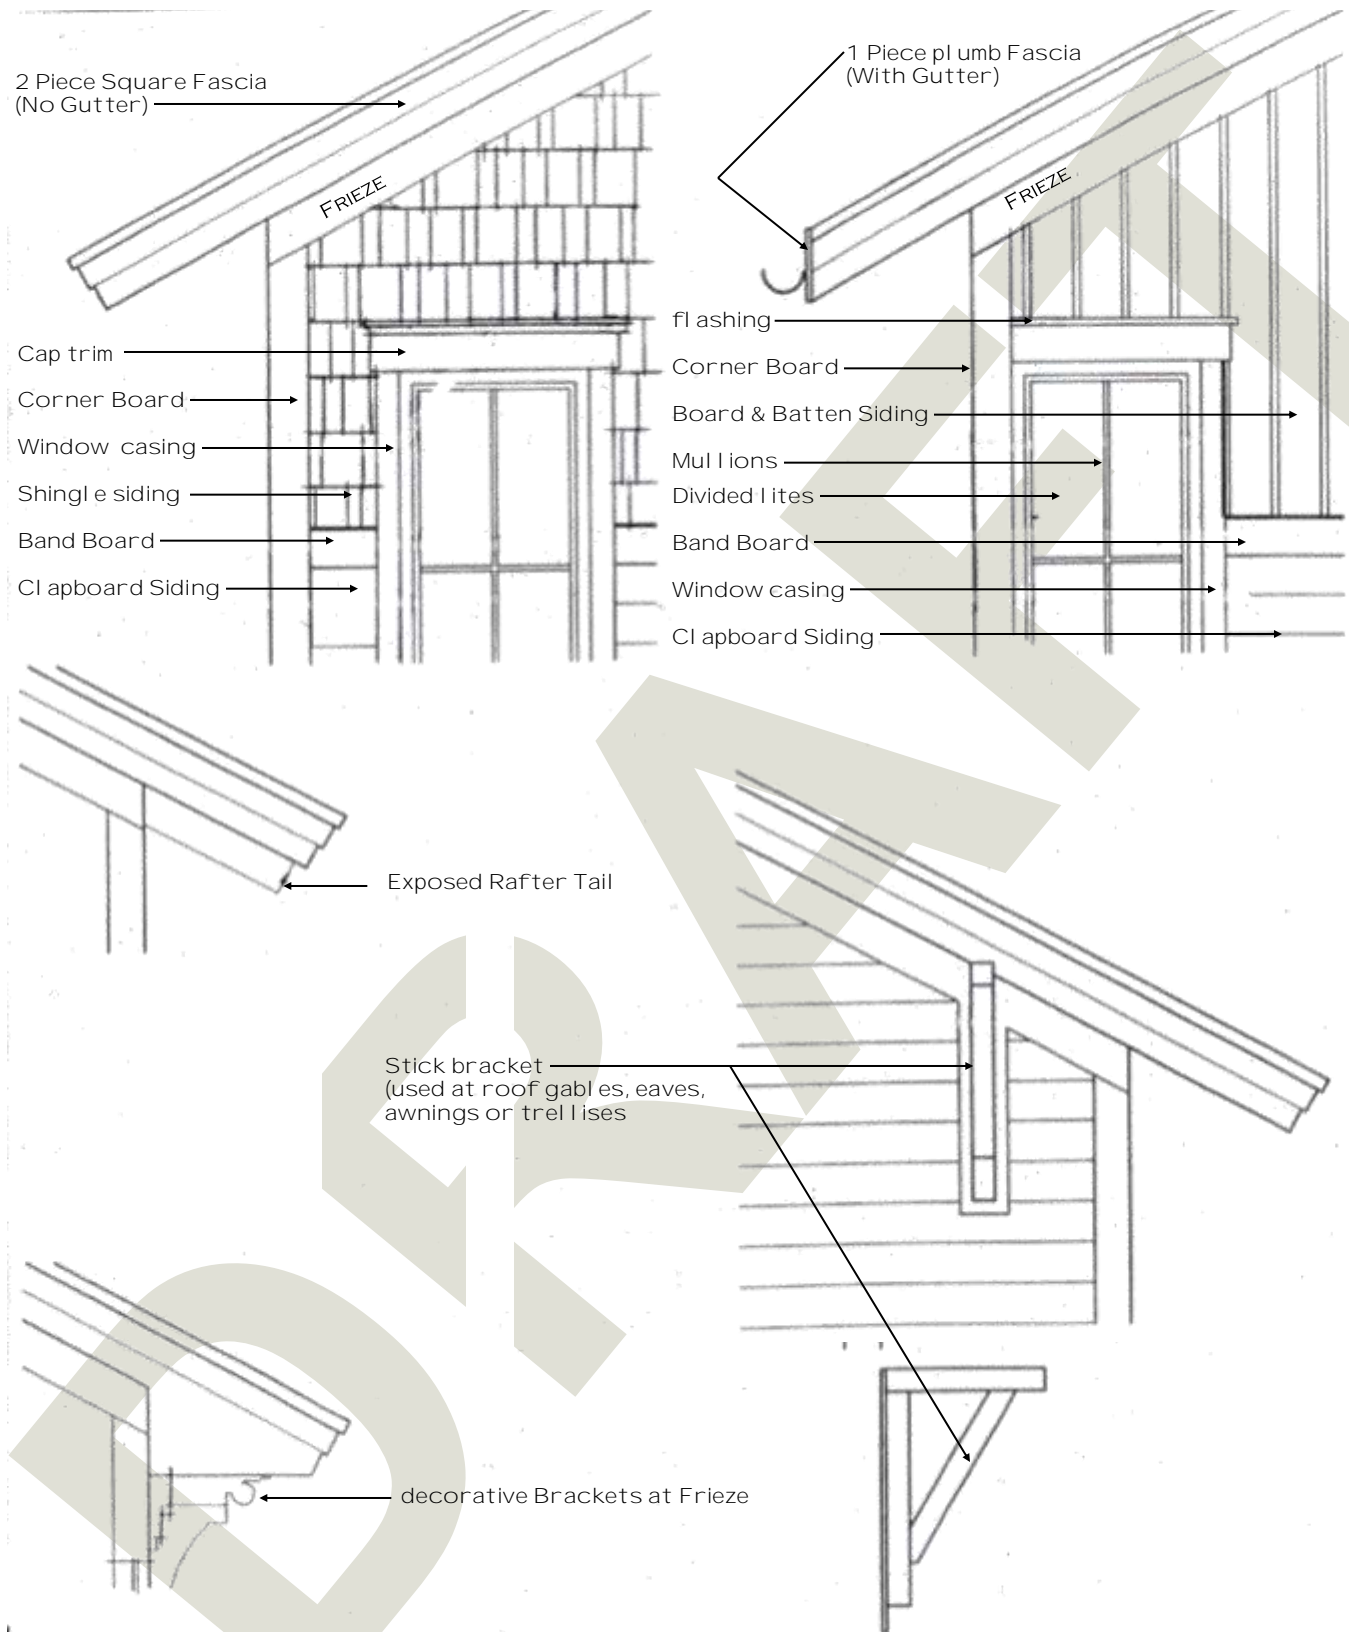 2 Piece Square Fascia
(No Gutter)
FRIEZE
Cap trim
Corner Board
Window casing
Shingle siding
Band Board
Clapboard Siding
1 Piece plumb Fascia
(With Gutter)
FRIEZE
flashing
Corner Board
Board & Batten Siding
Mullions
Divided lites
Band Board
Window casing
Clapboard Siding
Exposed Rafter Tail
Stick bracket
(used at roof gables, eaves,
awnings or trellises
decorative Brackets at Frieze
DRAFT